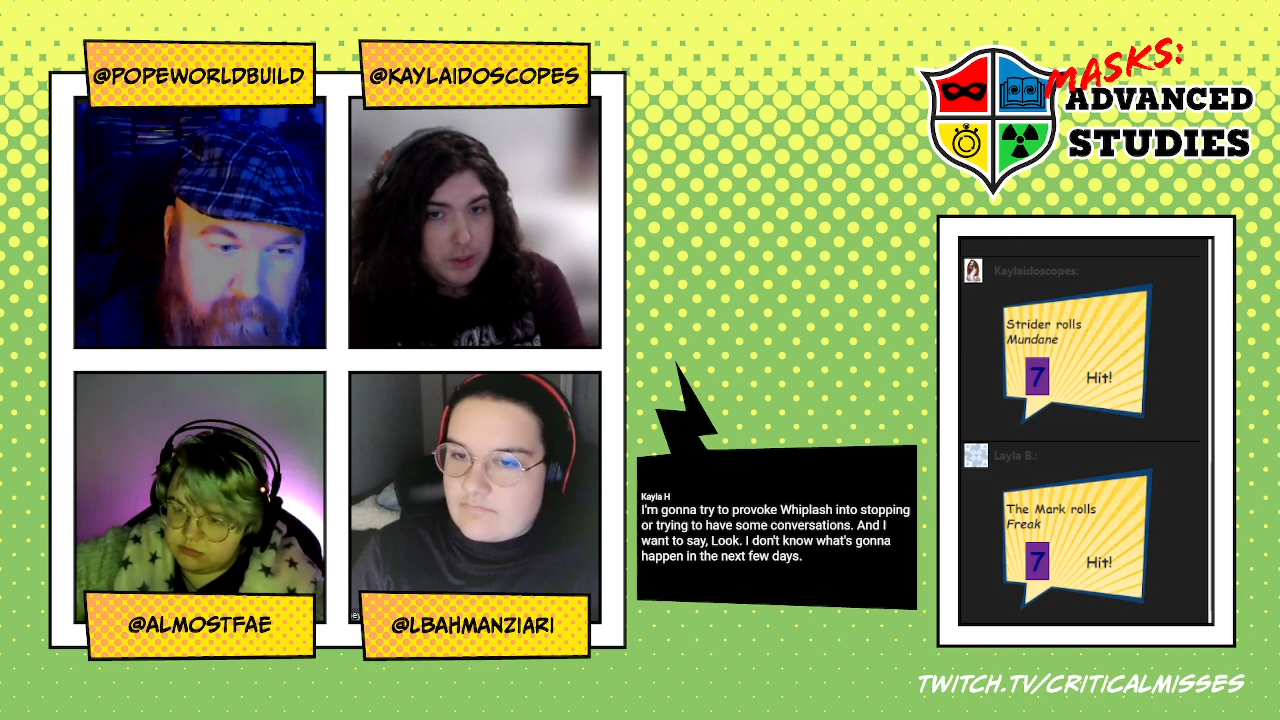 @POPEWORLDBUILD
@KAYLAIDOSCOPES
@ALMOSTFAE
@LBAHMANZIARI
Kayla H
I'm gonna try to provoke Whiplash into stopping
or trying to have some conversations. And I
want to say, Look. I don't know what's gonna
happen in the next few days.
MASKS:
ADVANCED
STUDIES
Kaylaidoscopes:
Strider rolls
Mundane
7 Hit!
Layla B.:
The Mark rolls
Freak
7 Hit!
TWITCH.TV/CRITICALMISSES